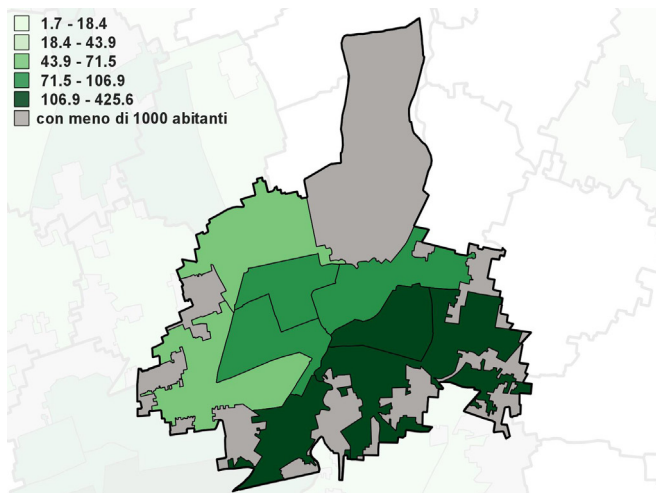 1.7 - 18.4
18.4 - 43.9
43.9 - 71.5
71.5 - 106.9
106.9 - 425.6
con meno di 1000 abitanti